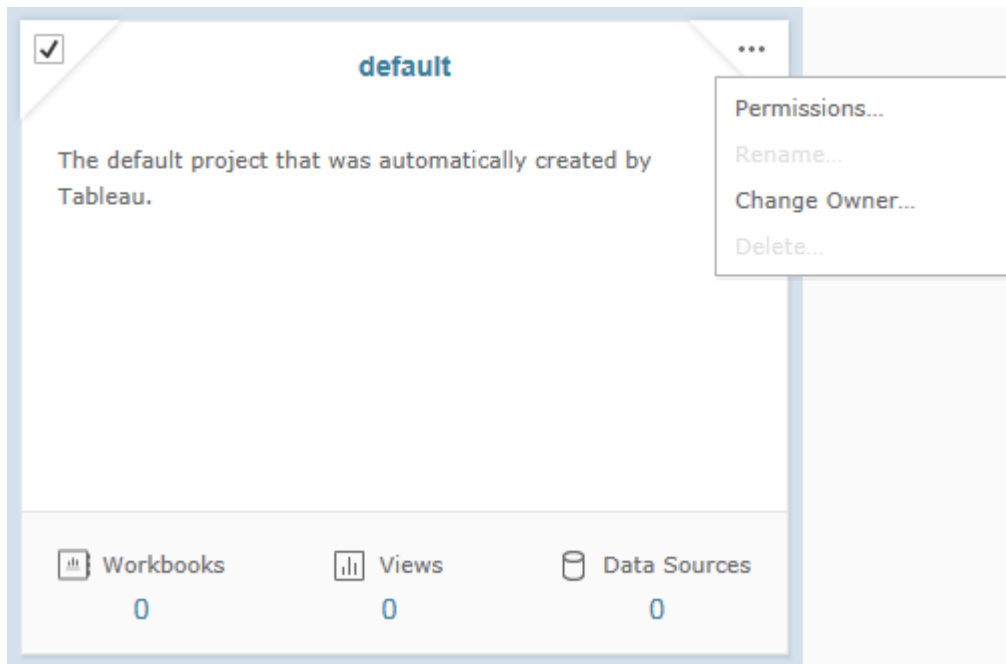 default
...
Permissions...
Rename...
Change Owner...
Delete...
The default project that was automatically created by
Tableau.
Workbooks Views Data Sources
0 0 0